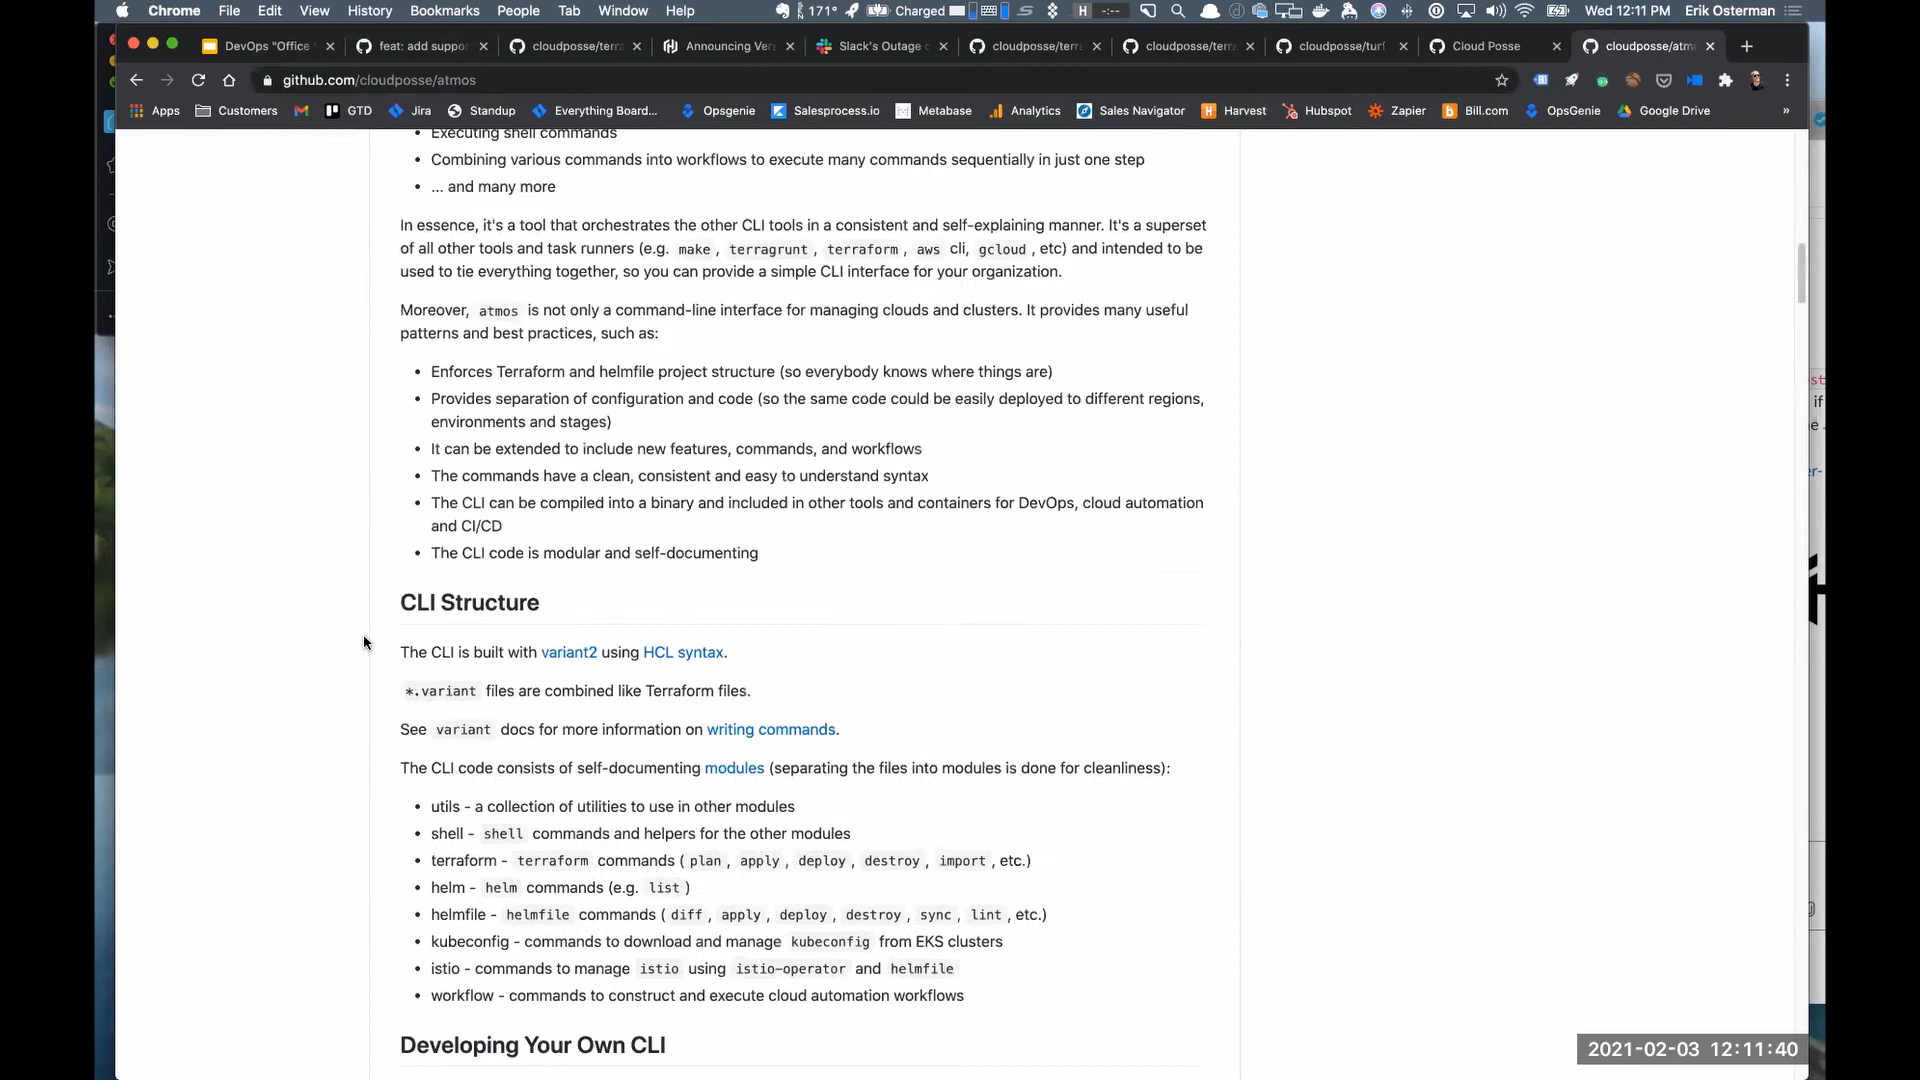 Chrome File Edit View History Bookmarks People Tab Window Help 171° Charged H -:-- Wed 12:11 PM Erik Osterman
DevOps "Office feat: add suppor cloudposse/terra Announcing Ver Slack's Outage cloudposse/terra cloudposse/terra cloudposse/turf Cloud Posse cloudposse/atm
github.com/cloudposse/atmos
Apps Customers GTD Jira Standup Everything Board... Opsgenie Salesprocess.io Metabase Analytics Sales Navigator Harvest Hubspot Zapier Bill.com OpsGenie Google Drive »
• Executing shell commands
• Combining various commands into workflows to execute many commands sequentially in just one step
• ... and many more
In essence, it's a tool that orchestrates the other CLI tools in a consistent and self-explaining manner. It's a superset
of all other tools and task runners (e.g. make , terragrunt , terraform , aws cli, gcloud , etc) and intended to be
used to tie everything together, so you can provide a simple CLI interface for your organization.
Moreover, atmos is not only a command-line interface for managing clouds and clusters. It provides many useful
patterns and best practices, such as:
• Enforces Terraform and helmfile project structure (so everybody knows where things are)
• Provides separation of configuration and code (so the same code could be easily deployed to different regions,
environments and stages)
• It can be extended to include new features, commands, and workflows
• The commands have a clean, consistent and easy to understand syntax
• The CLI can be compiled into a binary and included in other tools and containers for DevOps, cloud automation
and CI/CD
• The CLI code is modular and self-documenting
CLI Structure
The CLI is built with variant2 using HCL syntax.
*.variant files are combined like Terraform files.
See variant docs for more information on writing commands.
The CLI code consists of self-documenting modules (separating the files into modules is done for cleanliness):
• utils - a collection of utilities to use in other modules
• shell - shell commands and helpers for the other modules
• terraform - terraform commands ( plan , apply , deploy , destroy , import , etc.)
• helm - helm commands (e.g. list )
• helmfile - helmfile commands ( diff , apply , deploy , destroy , sync , lint , etc.)
• kubeconfig - commands to download and manage kubeconfig from EKS clusters
• istio - commands to manage istio using istio-operator and helmfile
• workflow - commands to construct and execute cloud automation workflows
Developing Your Own CLI
2021-02-03 12:11:40